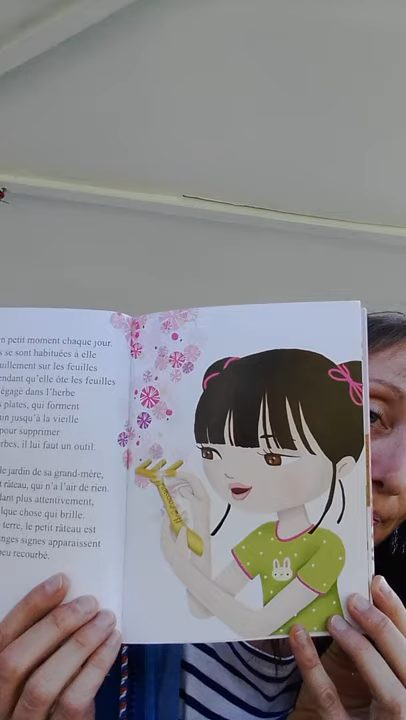 n petit moment chaque jour.
s se sont habituées à elle
uillement sur les feuilles
endant qu'elle ôte les feuilles
égage dans l'herbe
s plates, qui forment
in jusqu'à la vieille
pour supprimer
erbes, il lui faut un outil.
le jardin de sa grand-mère,
t râteau, qui n'a l'air de rien.
dant plus attentivement,
lque chose qui brille.
terre, le petit râteau est
nges signes apparaissent
peu recourbé.